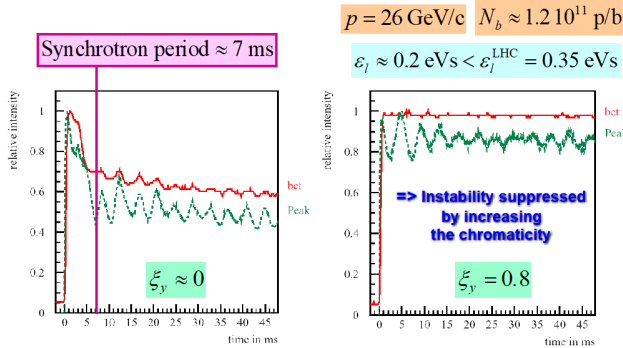 p = 26 GeV/c
N_b ≈ 1.2 10^11 p/b
Synchrotron period ≈ 7 ms
ε_l ≈ 0.2 eVs < ε_l^LHC = 0.35 eVs
relative intensity
1
0.8
0.6
0.4
0.2
0
0 5 10 15 20 25 30 35 40 45
time in ms
bct
Peak
ξ_y ≈ 0
relative intensity
1
0.8
0.6
0.4
0.2
0
0 5 10 15 20 25 30 35 40 45
time in ms
bct
Peak
=> Instability suppressed
by increasing
the chromaticity
ξ_y = 0.8